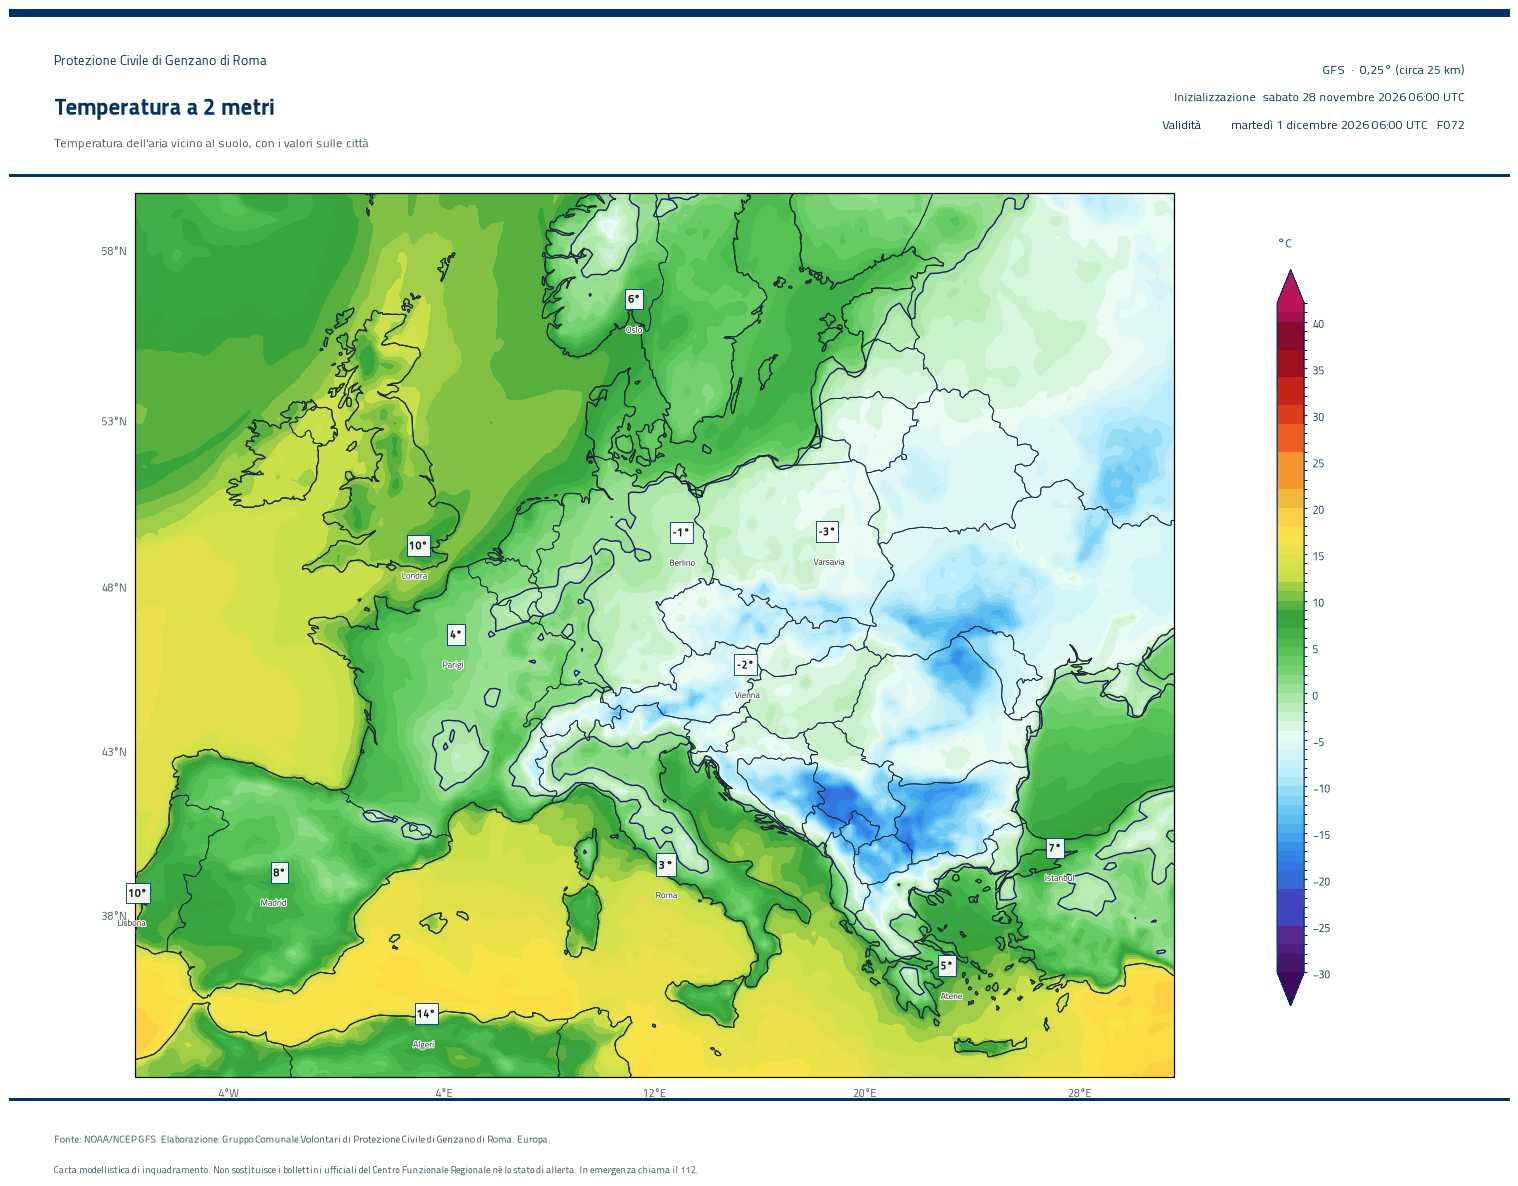 Protezione Civile di Genzano di Roma
Temperatura a 2 metri
Temperatura dell'aria vicino al suolo, con i valori sulle città
GFS · 0,25° (circa 25 km)
Inizializzazione sabato 28 novembre 2026 06:00 UTC
Validità martedì 1 dicembre 2026 06:00 UTC F072
58°N
53°N
48°N
43°N
38°N
6°
Oslo
10°
Londra
-1°
Berlino
-3°
Varsavia
4°
Parigi
-2°
Vienna
7°
Istanbul
3°
Roma
8°
Madrid
10°
Lisbona
5°
Atene
14°
Algeri
4°W
4°E
12°E
20°E
28°E
°C
40
35
30
25
20
15
10
5
0
−5
−10
−15
−20
−25
−30
Fonte: NOAA/NCEP GFS. Elaborazione: Gruppo Comunale Volontari di Protezione Civile di Genzano di Roma. Europa.
Carta modellistica di inquadramento. Non sostituisce i bollettini ufficiali del Centro Funzionale Regionale né lo stato di allerta. In emergenza chiama il 112.